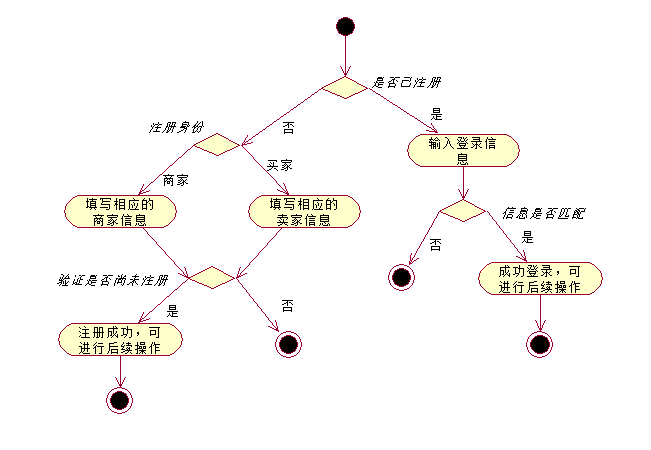 是否已注册
注册身份
否
是
输入登录信
息
商家
买家
填写相应的
商家信息
填写相应的
卖家信息
信息是否匹配
否
是
验证是否尚未注册
成功登录，可
进行后续操作
是
否
注册成功，可
进行后续操作